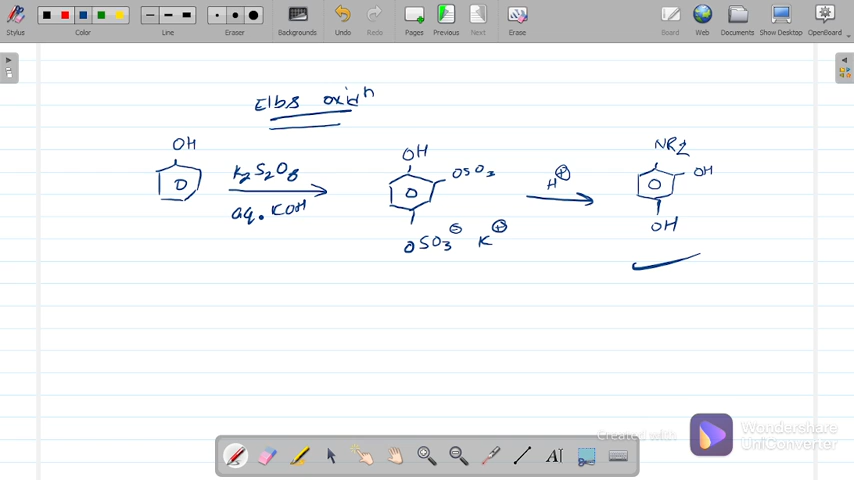 Stylus
Color
Line
Eraser
Backgrounds
Undo
Redo
Pages
Previous
Next
Erase
Board
Web
Documents
Show Desktop
OpenBoard
Elbs oxidn
OH
K2S2O8
aq. KOH
OH
OSO3
OSO3⊖ K⊕
H⊕
NR2
OH
OH
Created with
Wondershare
UniConverter
AI